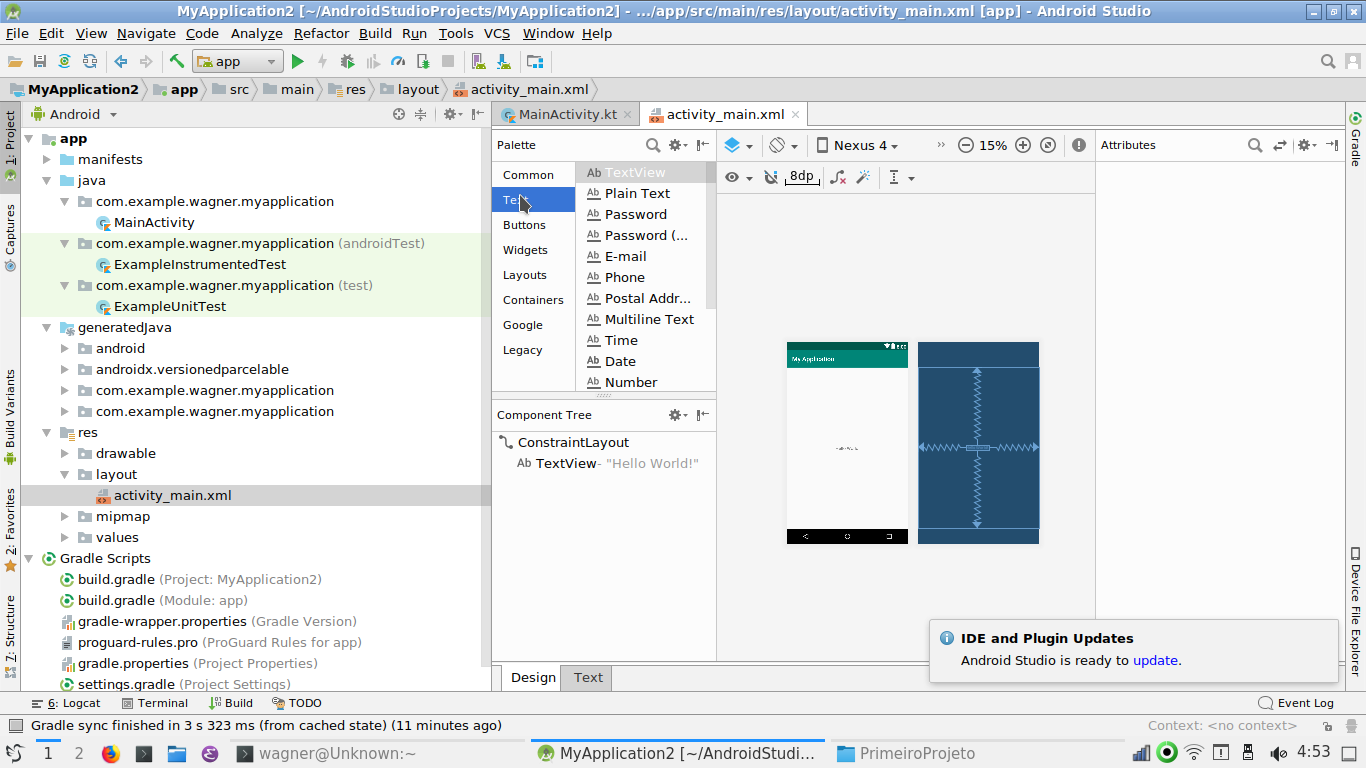 MyApplication2 [~/AndroidStudioProjects/MyApplication2] - .../app/src/main/res/layout/activity_main.xml [app] - Android Studio
File Edit View Navigate Code Analyze Refactor Build Run Tools VCS Window Help
app
MyApplication2 app src main res layout activity_main.xml
1: Project
Captures
Build Variants
2: Favorites
7: Structure
Android
app
manifests
java
com.example.wagner.myapplication
MainActivity
com.example.wagner.myapplication (androidTest)
ExampleInstrumentedTest
com.example.wagner.myapplication (test)
ExampleUnitTest
generatedJava
android
androidx.versionedparcelable
com.example.wagner.myapplication
com.example.wagner.myapplication
res
drawable
layout
activity_main.xml
mipmap
values
Gradle Scripts
build.gradle (Project: MyApplication2)
build.gradle (Module: app)
gradle-wrapper.properties (Gradle Version)
proguard-rules.pro (ProGuard Rules for app)
gradle.properties (Project Properties)
settings.gradle (Project Settings)
MainActivity.kt activity_main.xml
Palette
Common
Buttons
Widgets
Layouts
Containers
Google
Legacy
Ab TextView
Ab Plain Text
Ab Password
Ab Password (...
Ab E-mail
Ab Phone
Ab Postal Addr...
Ab Multiline Text
Ab Time
Ab Date
Ab Number
Component Tree
ConstraintLayout
Ab TextView- "Hello World!"
Nexus 4 » 15%
8dp
My Application
Attributes
Gradle
Device File Explorer
IDE and Plugin Updates
Android Studio is ready to update.
Design Text
6: Logcat Terminal Build TODO Event Log
Gradle sync finished in 3 s 323 ms (from cached state) (11 minutes ago) Context: <no context>
1 2 wagner@Unknown:~ MyApplication2 [~/AndroidStudi... PrimeiroProjeto 4:53